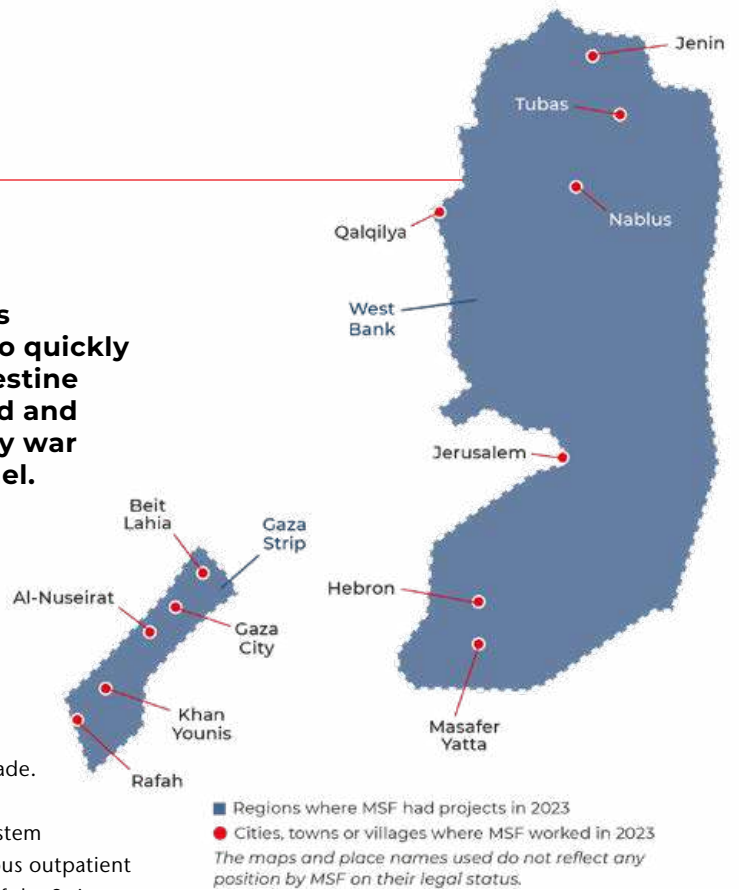 Jenin
Tubas
Nablus
Qalqilya
West
Bank
s
o quickly
estine
d and
y war
el.
Jerusalem
Beit
Lahia
Gaza
Strip
Hebron
Al-Nuseirat
Gaza
City
Khan
Younis
Masafer
Yatta
Rafah
ade.
■ Regions where MSF had projects in 2023
● Cities, towns or villages where MSF worked in 2023
The maps and place names used do not reflect any
position by MSF on their legal status.
stem
ous outpatient